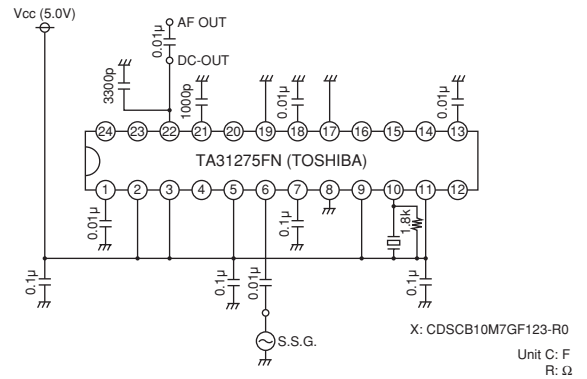 Vcc (5.0V)
AF OUT
0.01μ
DC-OUT
3300p
1000p
0.01μ
0.01μ
24 23 22 21 20 19 18 17 16 15 14 13
TA31275FN (TOSHIBA)
1 2 3 4 5 6 7 8 9 10 11 12
0.01μ
0.1μ
1.8k
0.1μ
0.1μ
0.01μ
0.1μ
S.S.G.
X: CDSCB10M7GF123-R0
Unit C: F
R: Ω